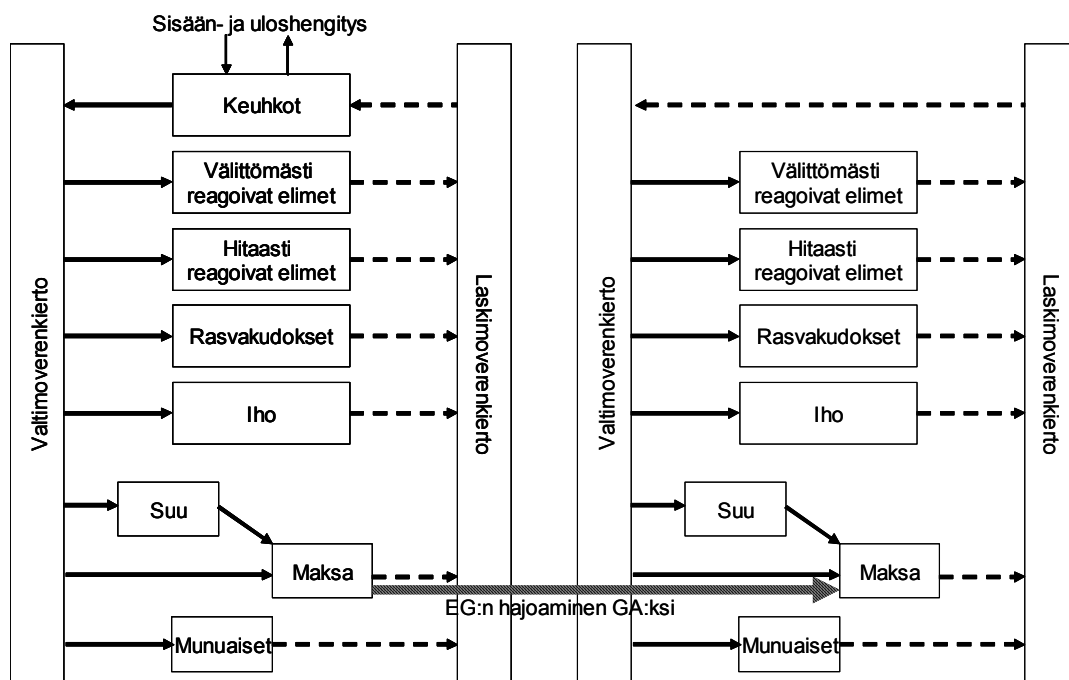 Sisään- ja uloshengitys
Valtimoverenkierto
Keuhkot
Välittömästi
reagoivat elimet
Hitaasti
reagoivat elimet
Rasvakudokset
Iho
Suu
Maksa
Munuaiset
Laskimoverenkierto
EG:n hajoaminen GA:ksi
Valtimoverenkierto
Välittömästi
reagoivat elimet
Hitaasti
reagoivat elimet
Rasvakudokset
Iho
Suu
Maksa
Munuaiset
Laskimoverenkierto